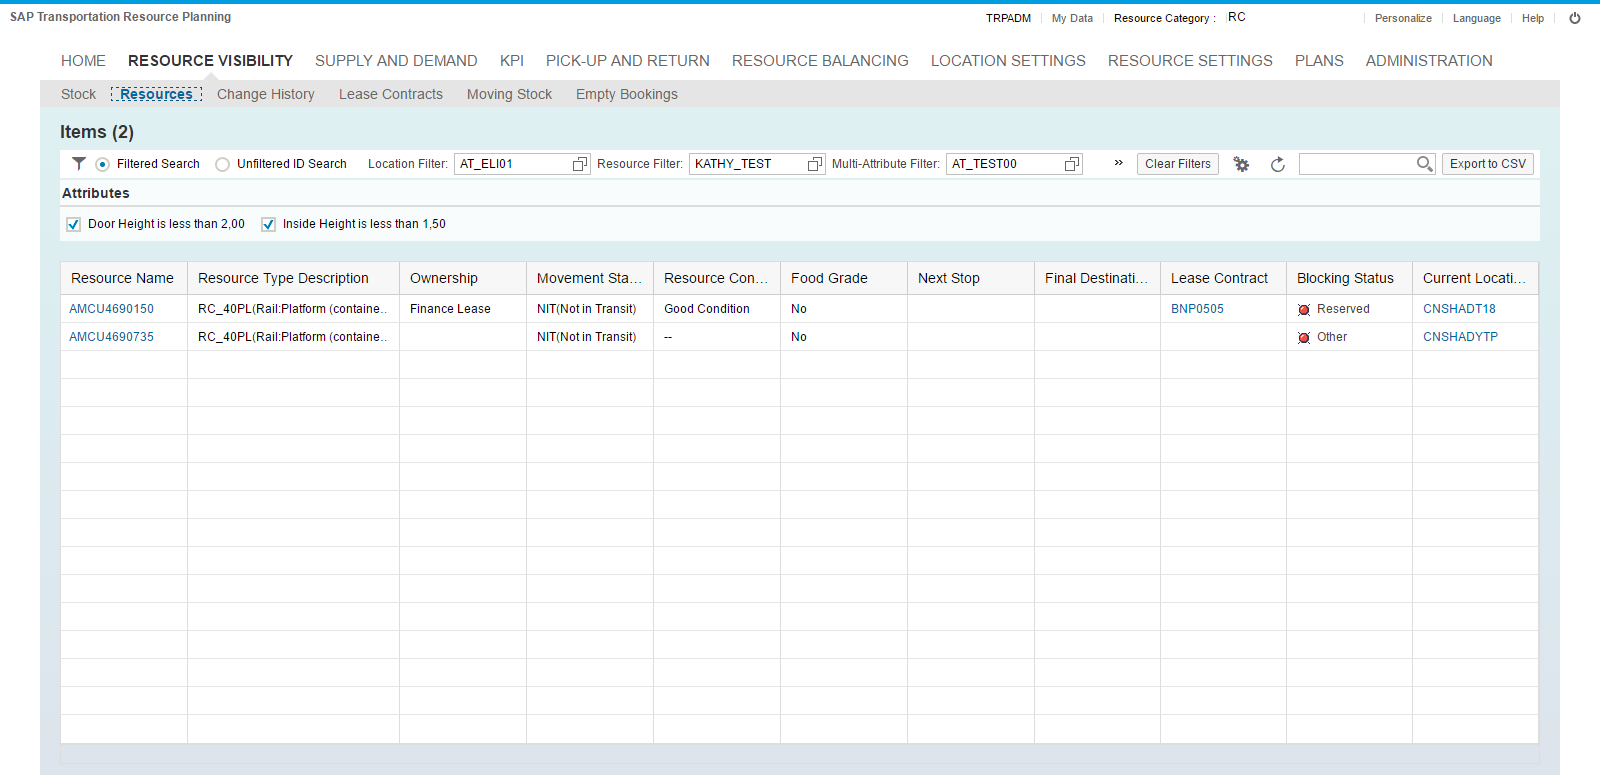 SAP Transportation Resource Planning
TRPADM My Data Resource Category : RC Personalize Language Help
HOME RESOURCE VISIBILITY SUPPLY AND DEMAND KPI PICK-UP AND RETURN RESOURCE BALANCING LOCATION SETTINGS RESOURCE SETTINGS PLANS ADMINISTRATION
Stock Resources Change History Lease Contracts Moving Stock Empty Bookings
Items (2)
Filtered Search Unfiltered ID Search Location Filter: AT_ELI01 Resource Filter: KATHY_TEST Multi-Attribute Filter: AT_TEST00 » Clear Filters Export to CSV
Attributes
Door Height is less than 2,00 Inside Height is less than 1,50
Resource Name Resource Type Description Ownership Movement Sta... Resource Con... Food Grade Next Stop Final Destinati... Lease Contract Blocking Status Current Locati...
AMCU4690150 RC_40PL(Rail:Platform (containe.. Finance Lease NIT(Not in Transit) Good Condition No BNP0505 Reserved CNSHADT18
AMCU4690735 RC_40PL(Rail:Platform (containe.. NIT(Not in Transit) -- No Other CNSHADYTP